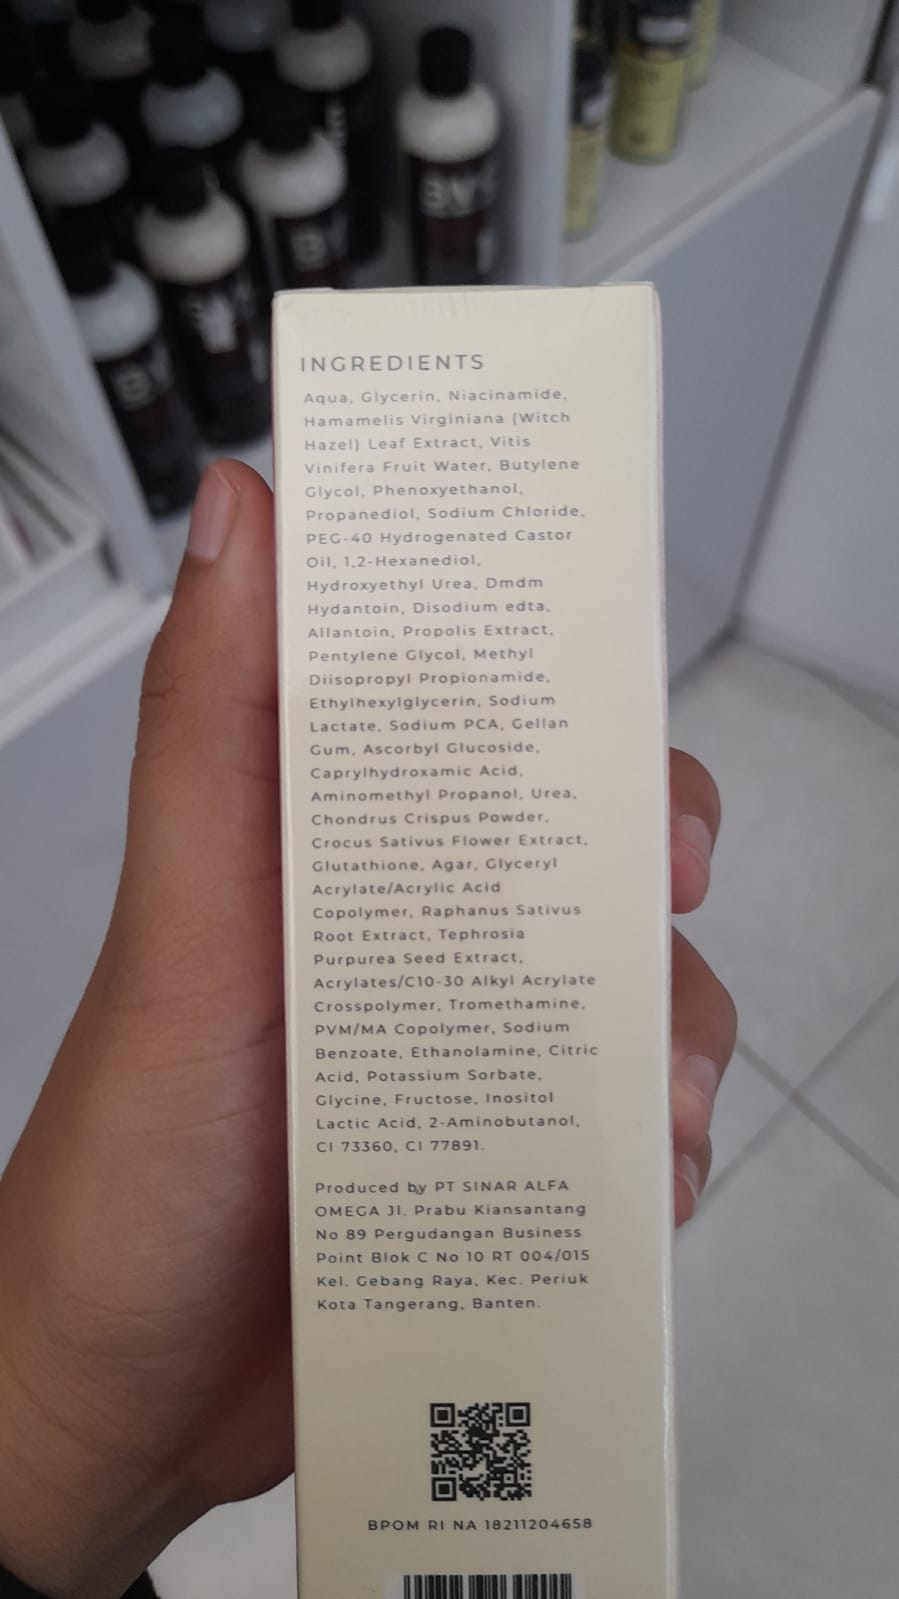 INGREDIENTS
Aqua, Glycerin, Niacinamide,
Hamamelis Virginiana (Witch
Hazel) Leaf Extract, Vitis
Vinifera Fruit Water, Butylene
Glycol, Phenoxyethanol,
Propanediol, Sodium Chloride,
PEG-40 Hydrogenated Castor
Oil, 1,2-Hexanediol,
Hydroxyethyl Urea, Dmdm
Hydantoin, Disodium edta,
Allantoin, Propolis Extract,
Pentylene Glycol, Methyl
Diisopropyl Propionamide,
Ethylhexylglycerin, Sodium
Lactate, Sodium PCA, Gellan
Gum, Ascorbyl Glucoside,
Caprylhydroxamic Acid,
Aminomethyl Propanol, Urea,
Chondrus Crispus Powder,
Crocus Sativus Flower Extract,
Glutathione, Agar, Glyceryl
Acrylate/Acrylic Acid
Copolymer, Raphanus Sativus
Root Extract, Tephrosia
Purpurea Seed Extract,
Acrylates/C10-30 Alkyl Acrylate
Crosspolymer, Tromethamine,
PVM/MA Copolymer, Sodium
Benzoate, Ethanolamine, Citric
Acid, Potassium Sorbate,
Glycine, Fructose, Inositol
Lactic Acid, 2-Aminobutanol,
CI 73360, CI 77891.
Produced by PT SINAR ALFA
OMEGA Jl. Prabu Kiansantang
No 89 Pergudangan Business
Point Blok C No 10 RT 004/015
Kel. Gebang Raya, Kec. Periuk
Kota Tangerang, Banten.
BPOM RI NA 18211204658